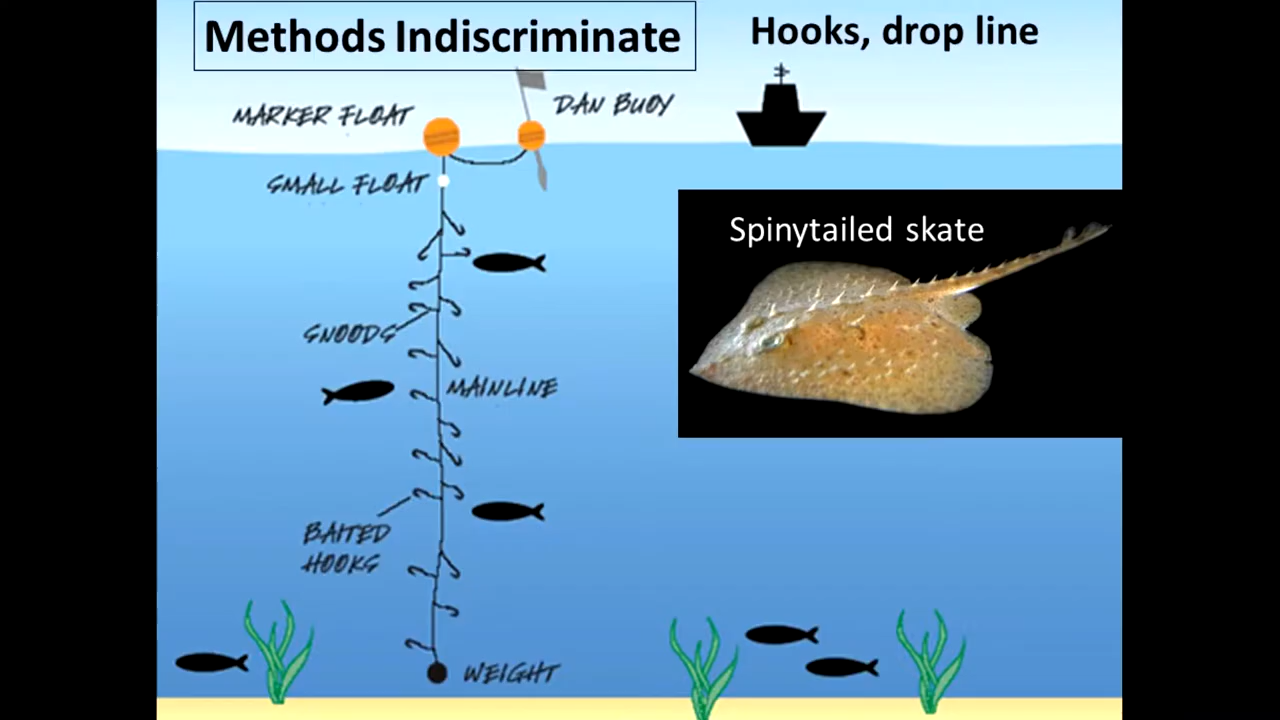 Methods Indiscriminate
Hooks, drop line
MARKER FLOAT
DAN BUOY
SMALL FLOAT
Spinytailed skate
SNOODS
MAINLINE
BAITED
HOOKS
WEIGHT